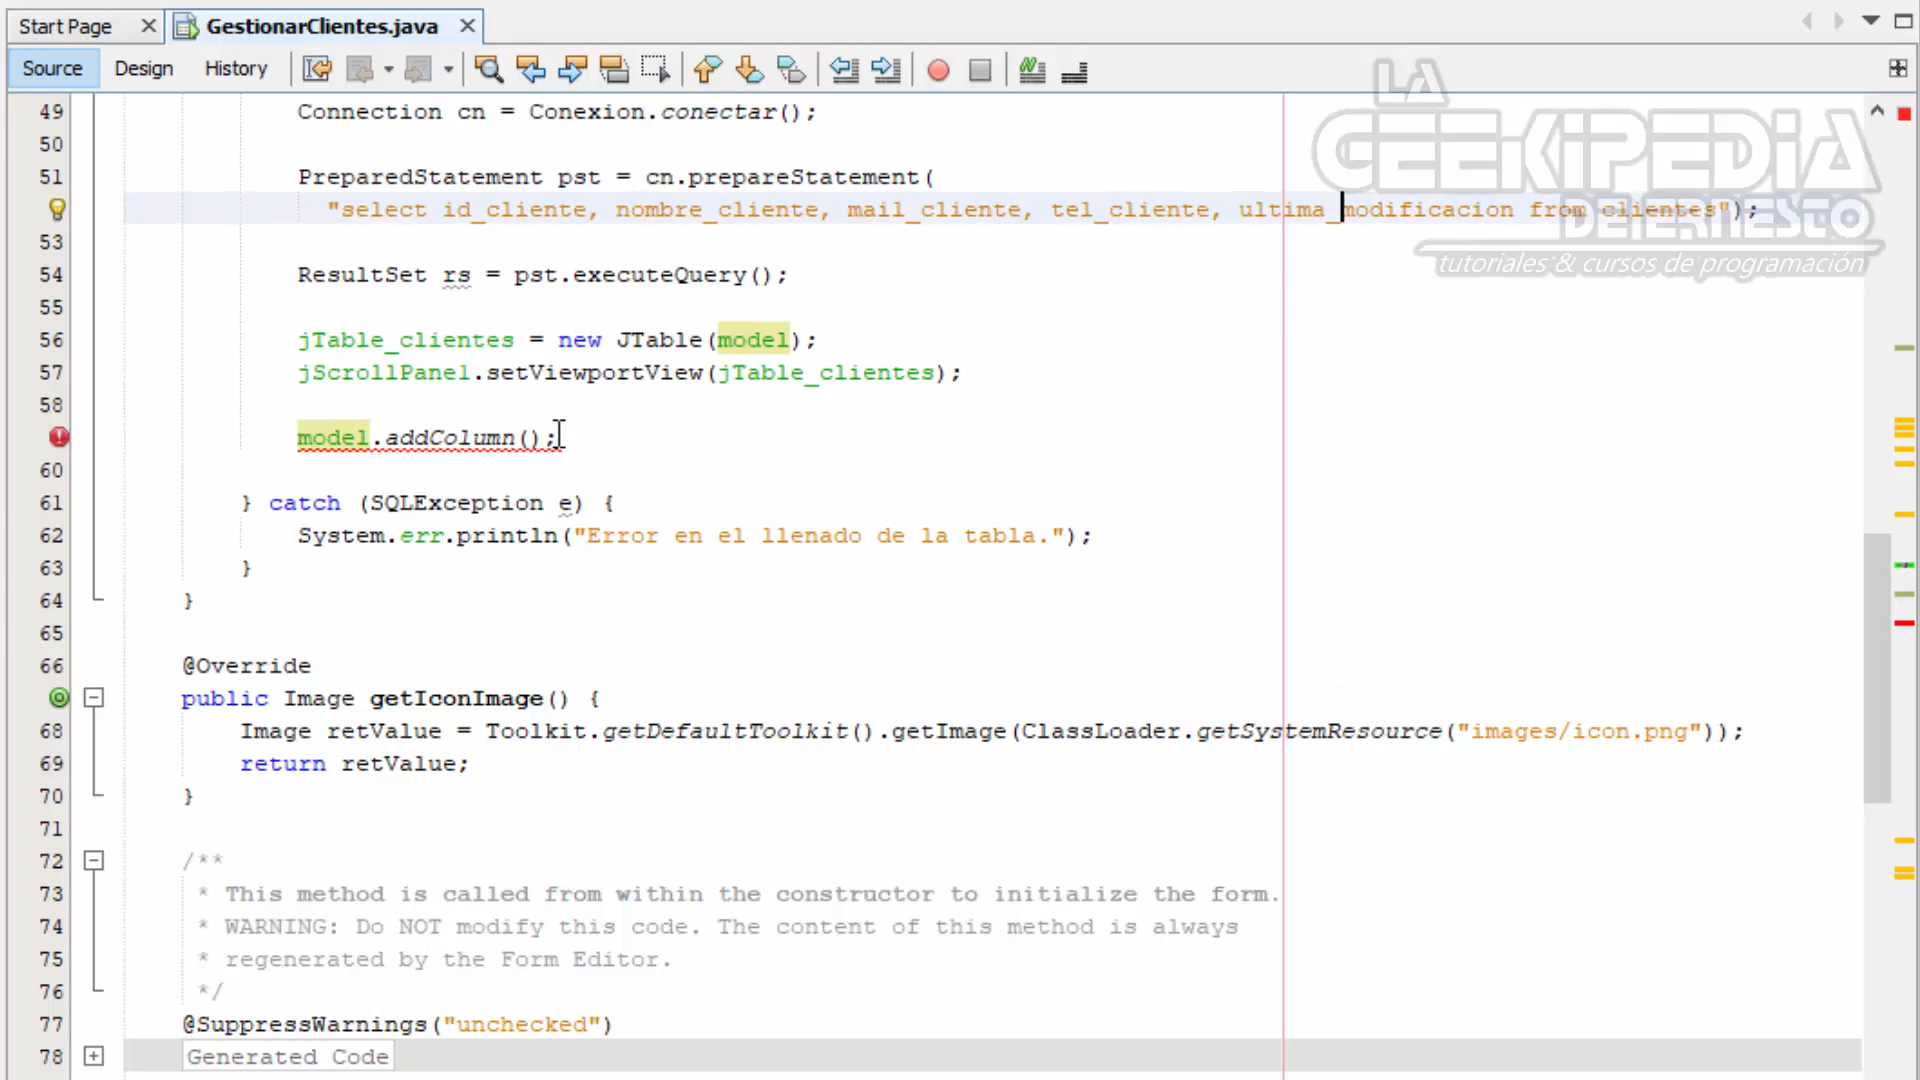 Start Page
GestionarClientes.java
Source Design History
LA
GEEKIPEDIA
DE ERNESTO
tutoriales & cursos de programación
49 Connection cn = Conexion.conectar();
50
51 PreparedStatement pst = cn.prepareStatement(
"select id_cliente, nombre_cliente, mail_cliente, tel_cliente, ultima_modificacion from clientes");
53
54 ResultSet rs = pst.executeQuery();
55
56 jTable_clientes = new JTable(model);
57 jScrollPane1.setViewportView(jTable_clientes);
58
model.addColumn();
60
61 } catch (SQLException e) {
62 System.err.println("Error en el llenado de la tabla.");
63 }
64 }
65
66 @Override
public Image getIconImage() {
68 Image retValue = Toolkit.getDefaultToolkit().getImage(ClassLoader.getSystemResource("images/icon.png"));
69 return retValue;
70 }
71
72 /**
73 * This method is called from within the constructor to initialize the form.
74 * WARNING: Do NOT modify this code. The content of this method is always
75 * regenerated by the Form Editor.
76 */
77 @SuppressWarnings("unchecked")
78 Generated Code